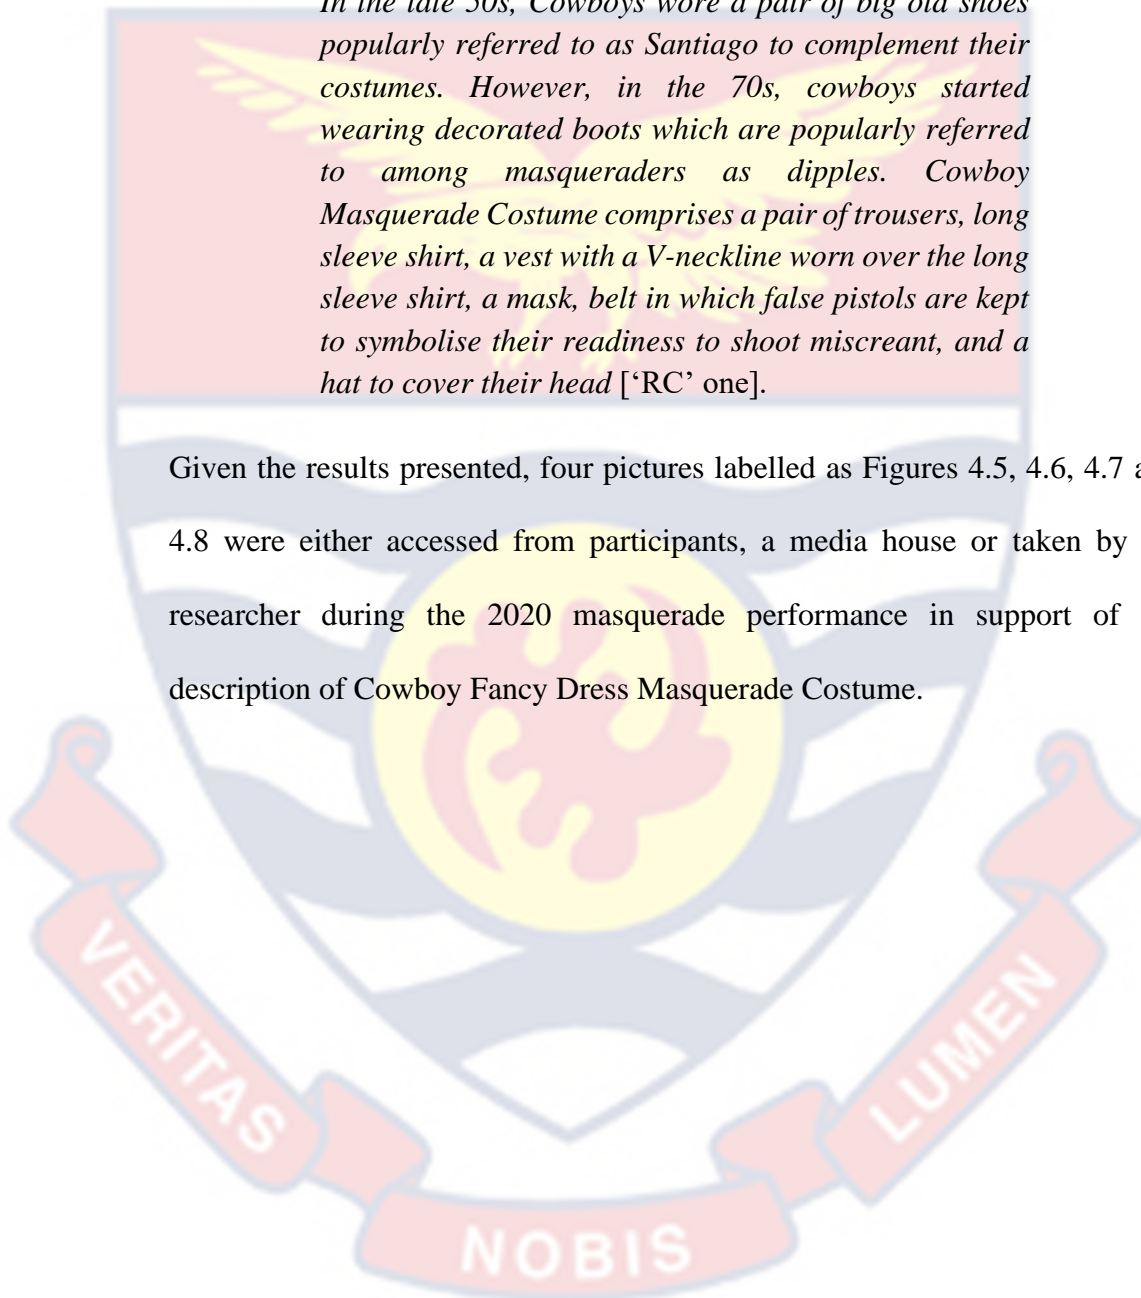 In the late 50s, Cowboys wore a pair of big old shoes
popularly referred to as Santiago to complement their
costumes. However, in the 70s, cowboys started
wearing decorated boots which are popularly referred
to among masqueraders as dipples. Cowboy
Masquerade Costume comprises a pair of trousers, long
sleeve shirt, a vest with a V-neckline worn over the long
sleeve shirt, a mask, belt in which false pistols are kept
to symbolise their readiness to shoot miscreant, and a
hat to cover their head [‘RC’ one].
Given the results presented, four pictures labelled as Figures 4.5, 4.6, 4.7 a
4.8 were either accessed from participants, a media house or taken by
researcher during the 2020 masquerade performance in support of
description of Cowboy Fancy Dress Masquerade Costume.
VERITAS
NOBIS
LUMEN